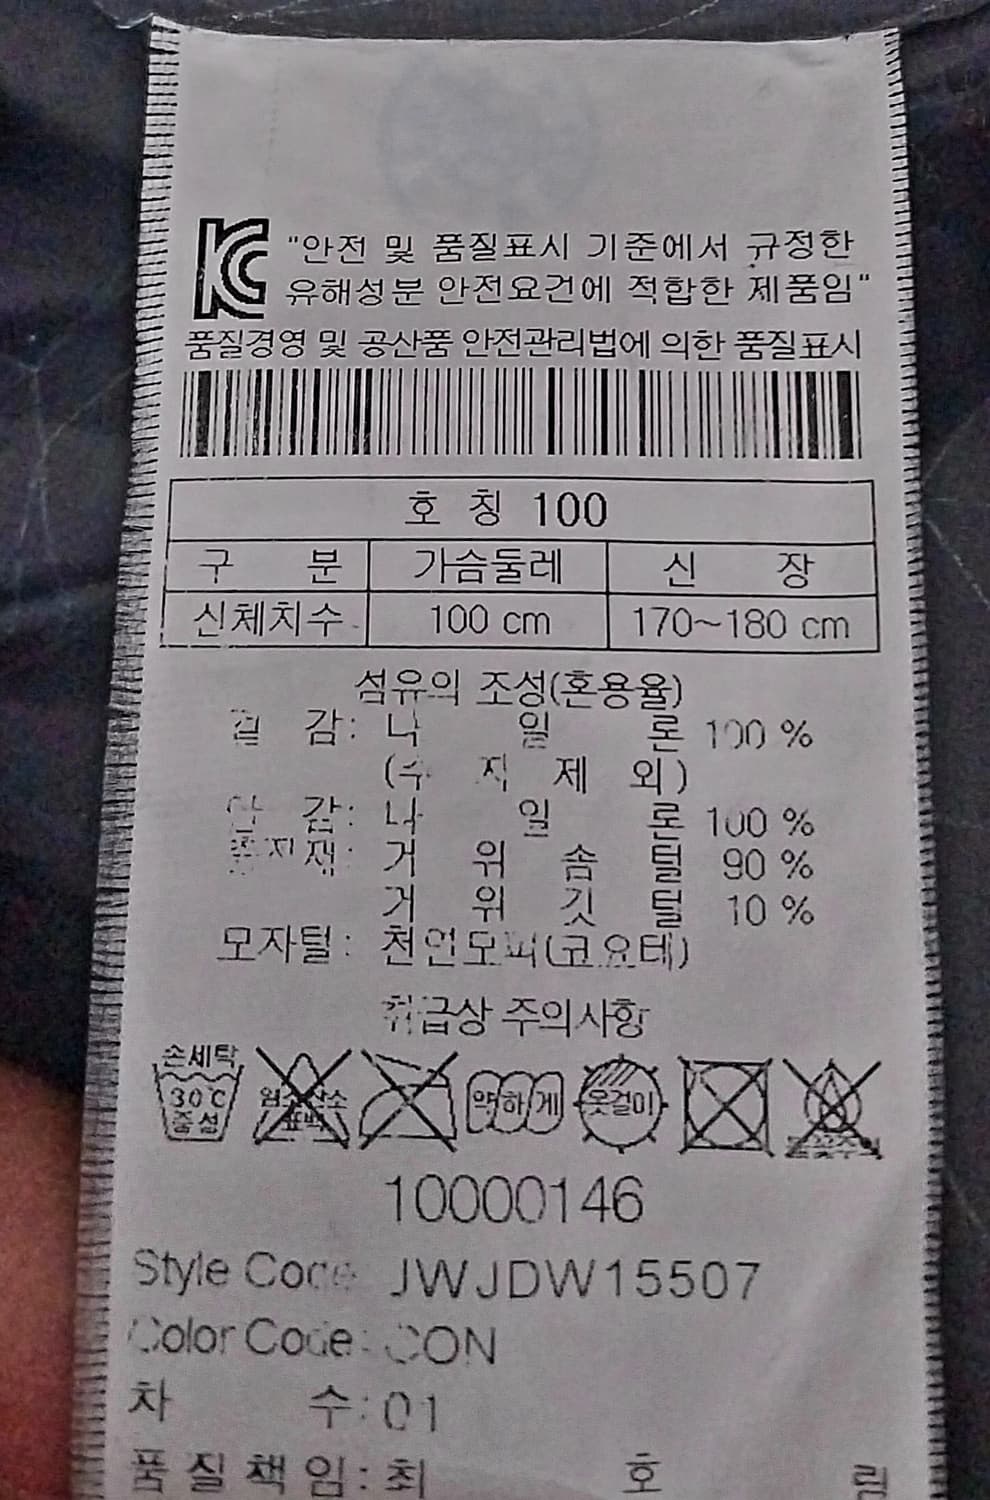 KC "안전 및 품질표시 기준에서 규정한
유해성분 안전요건에 적합한 제품임"
품질경영 및 공산품 안전관리법에 의한 품질표시
호 칭 100
구 분 가슴둘레 신 장
신체치수 100 cm 170~180 cm
섬유의 조성(혼용율)
겉 감: 나 일 론 100 %
(수 지 제 외)
안 감: 나 일 론 100 %
충전재: 거 위 솜 털 90 %
거 위 깃 털 10 %
모자털: 천연모피(코요테)
취급상 주의사항
손세탁
30℃ 약하게 옷걸이
중성
염소산소
표백
10000146
Style Code: JWJDW15507
Color Code: CON
차 수: 01
품 질 책 임: 최 호 림